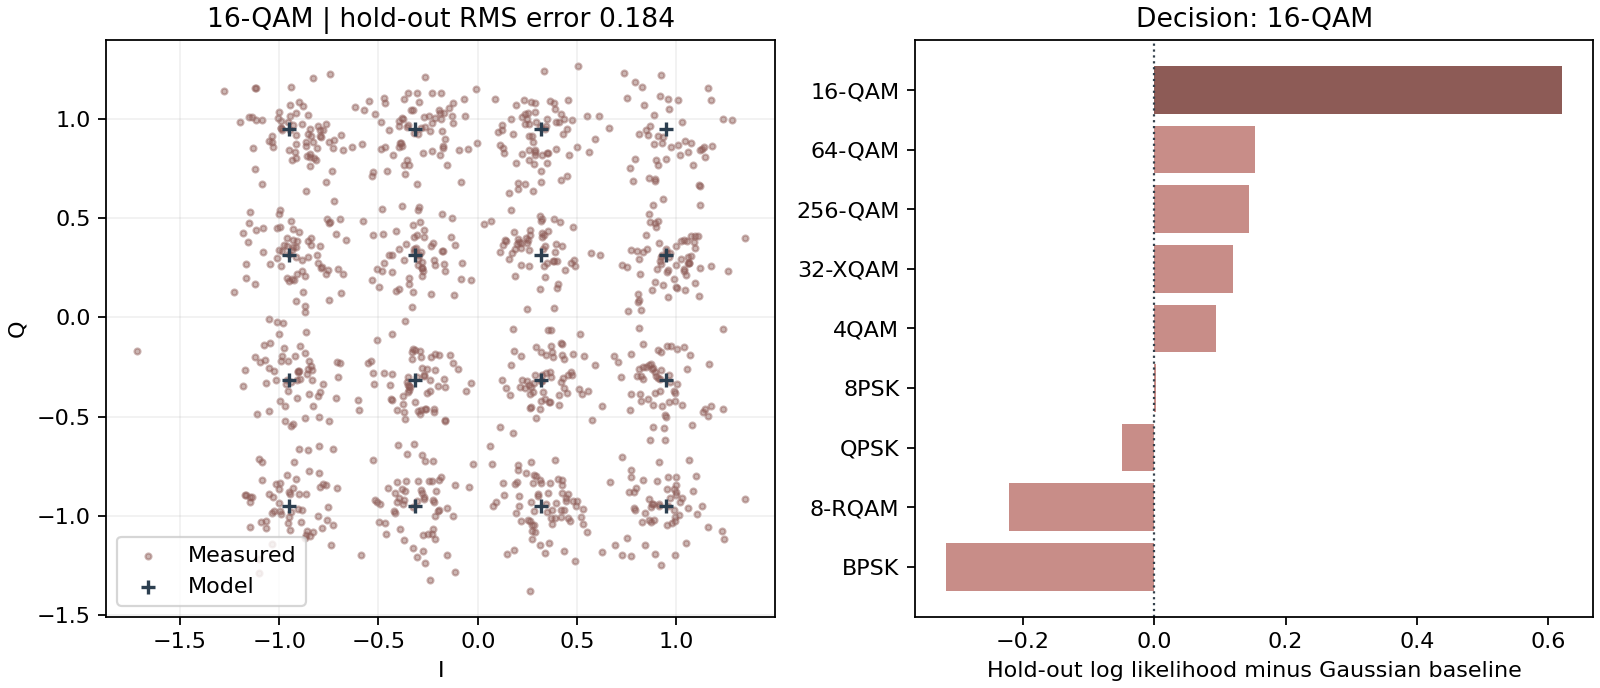 16-QAM | hold-out RMS error 0.184
1.0
0.5
0.0
−0.5
−1.0
−1.5
Q
Measured
Model
−1.5
−1.0
−0.5
0.0
0.5
1.0
I
Decision: 16-QAM
16-QAM
64-QAM
256-QAM
32-XQAM
4QAM
8PSK
QPSK
8-RQAM
BPSK
−0.2
0.0
0.2
0.4
0.6
Hold-out log likelihood minus Gaussian baseline